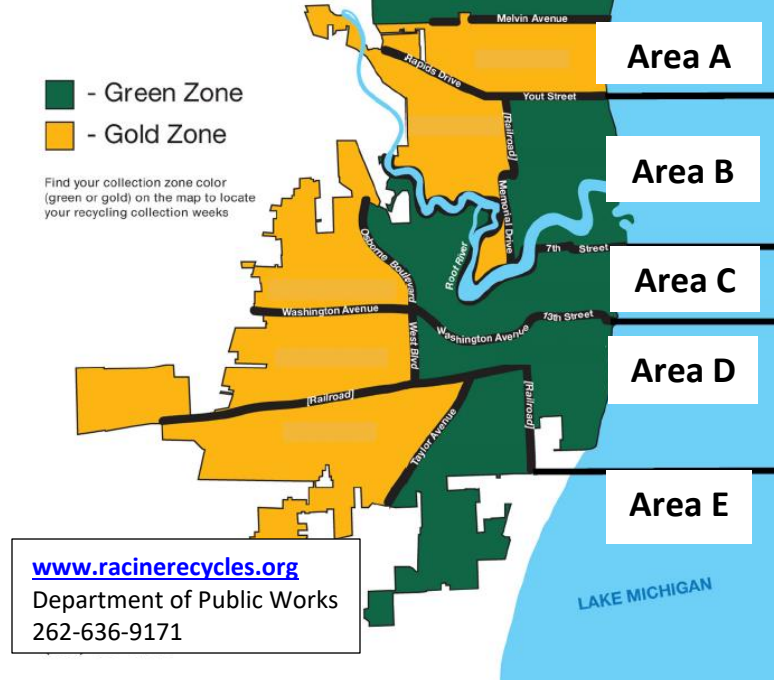 Melvin Avenue
Area A
Rapids Drive
Yout Street
- Green Zone
- Gold Zone
Find your collection zone color
(green or gold) on the map to locate
your recycling collection weeks
[Railroad]
Area B
Memorial Drive
Osborne Boulevard
Root River
7th Street
Area C
Washington Avenue
Washington Avenue
13th Street
West Blvd
Area D
[Railroad]
[Railroad]
Taylor Avenue
Area E
www.racinerecycles.org
Department of Public Works
262-636-9171
LAKE MICHIGAN